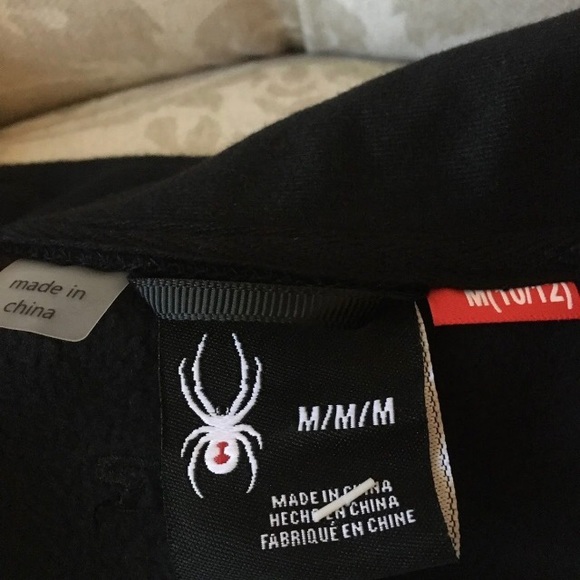 made in
china
M(10/12)
M/M/M
MADE IN CHINA
HECHO EN CHINA
FABRIQUÉ EN CHINE